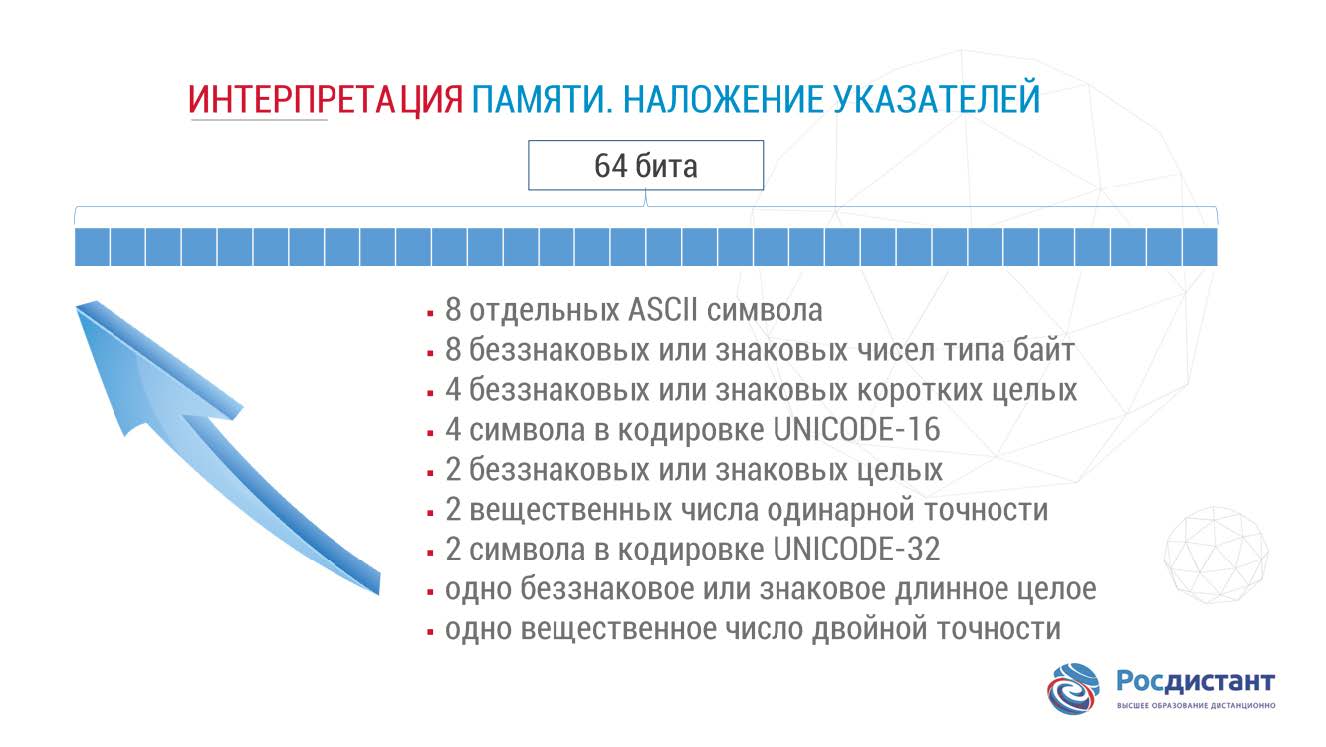 ИНТЕРПРЕТАЦИЯ ПАМЯТИ. НАЛОЖЕНИЕ УКАЗАТЕЛЕЙ
64 бита
▪ 8 отдельных ASCII символа
▪ 8 беззнаковых или знаковых чисел типа байт
▪ 4 беззнаковых или знаковых коротких целых
▪ 4 символа в кодировке UNICODE-16
▪ 2 беззнаковых или знаковых целых
▪ 2 вещественных числа одинарной точности
▪ 2 символа в кодировке UNICODE-32
▪ одно беззнаковое или знаковое длинное целое
▪ одно вещественное число двойной точности
Росдистант
ВЫСШЕЕ ОБРАЗОВАНИЕ ДИСТАНЦИОННО